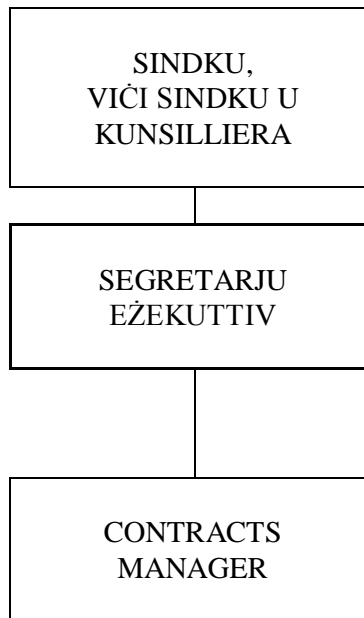 SINDKU,
VIĊI SINDKU U
KUNSILLIERA
SEGRETARJU
EŻEKUTTIV
CONTRACTS
MANAGER